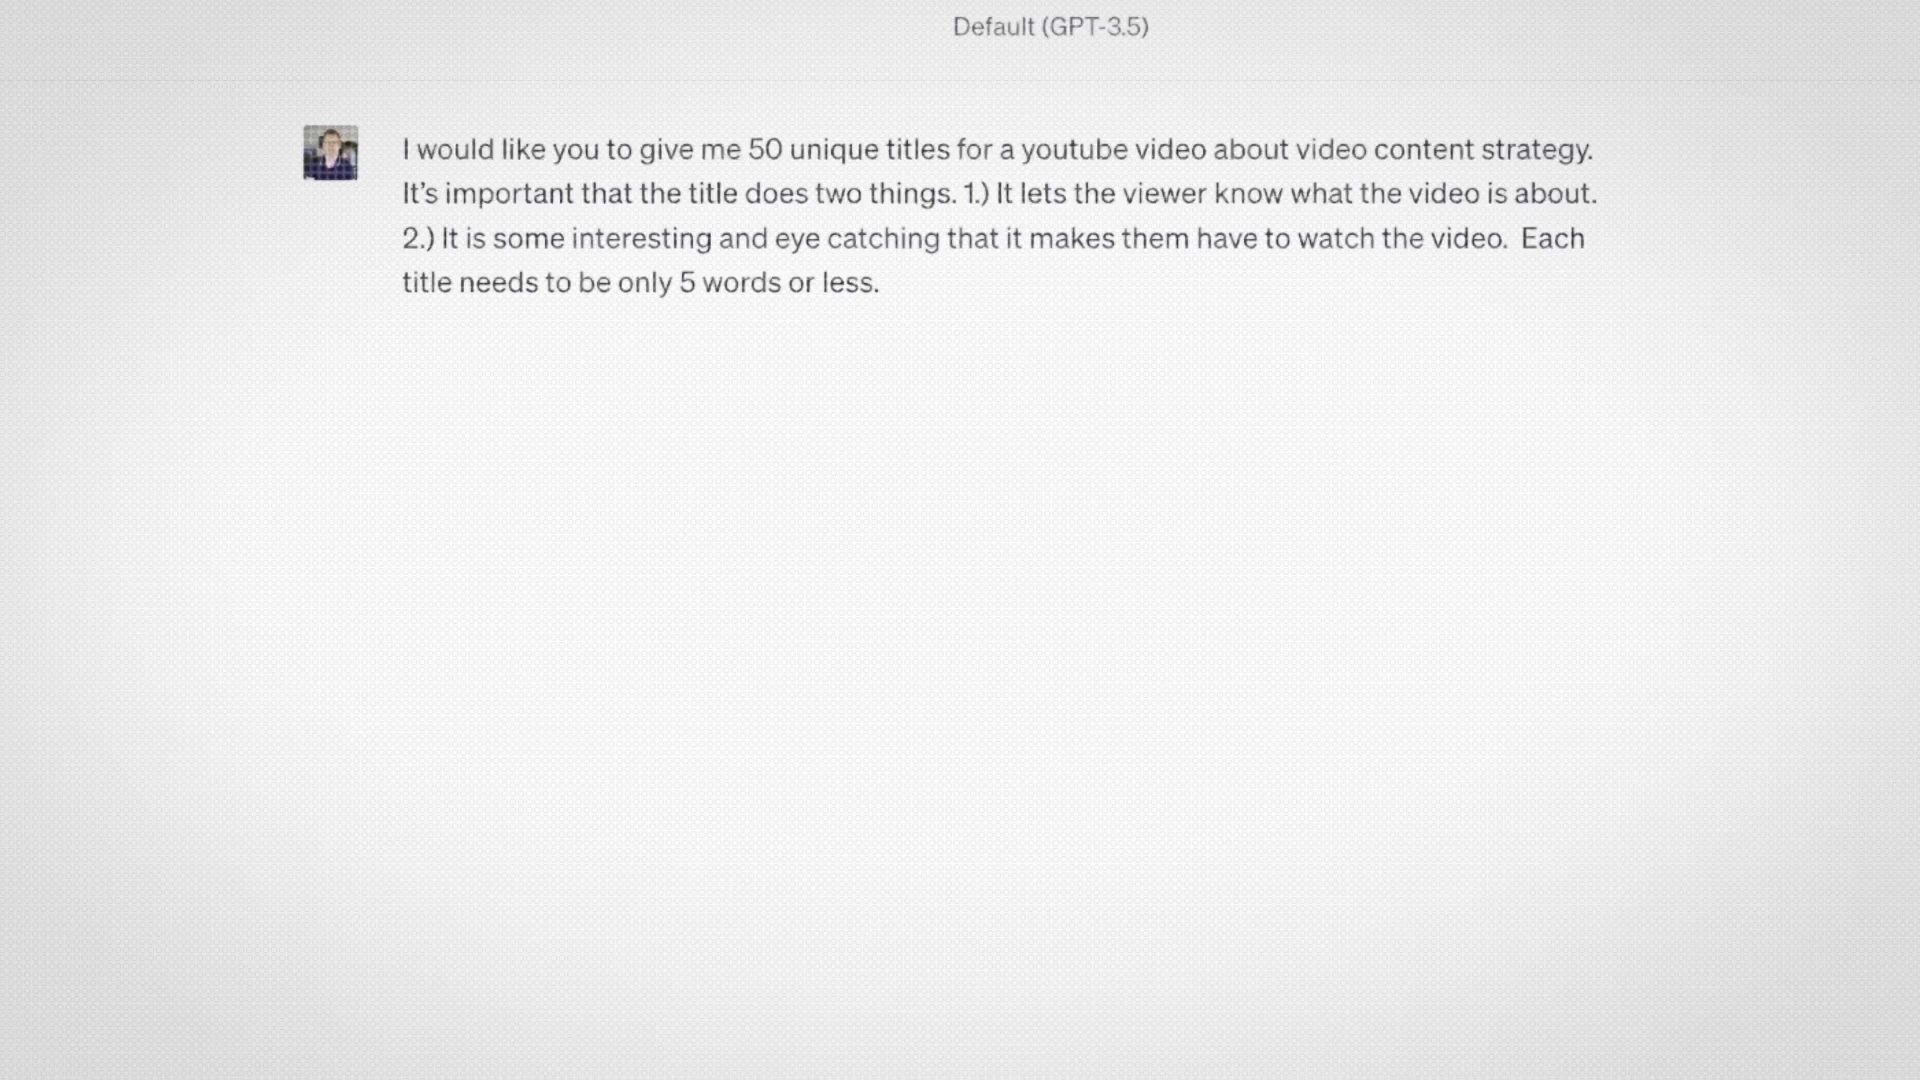 Default (GPT-3.5)
I would like you to give me 50 unique titles for a youtube video about video content strategy.
It’s important that the title does two things. 1.) It lets the viewer know what the video is about.
2.) It is some interesting and eye catching that it makes them have to watch the video.  Each
title needs to be only 5 words or less.